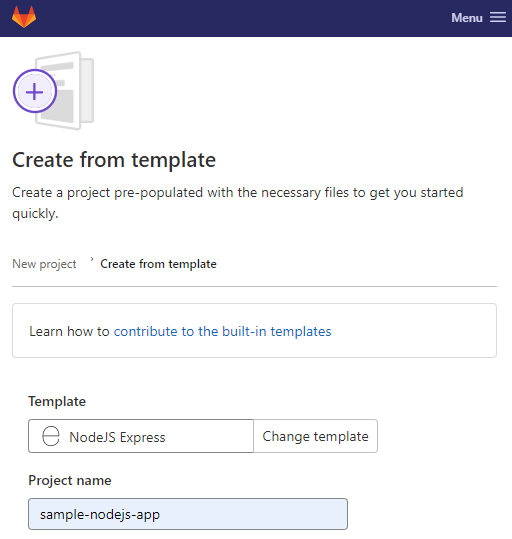 Menu
Create from template
Create a project pre-populated with the necessary files to get you started
quickly.
New project › Create from template
Learn how to contribute to the built-in templates
Template
NodeJS Express Change template
Project name
sample-nodejs-app